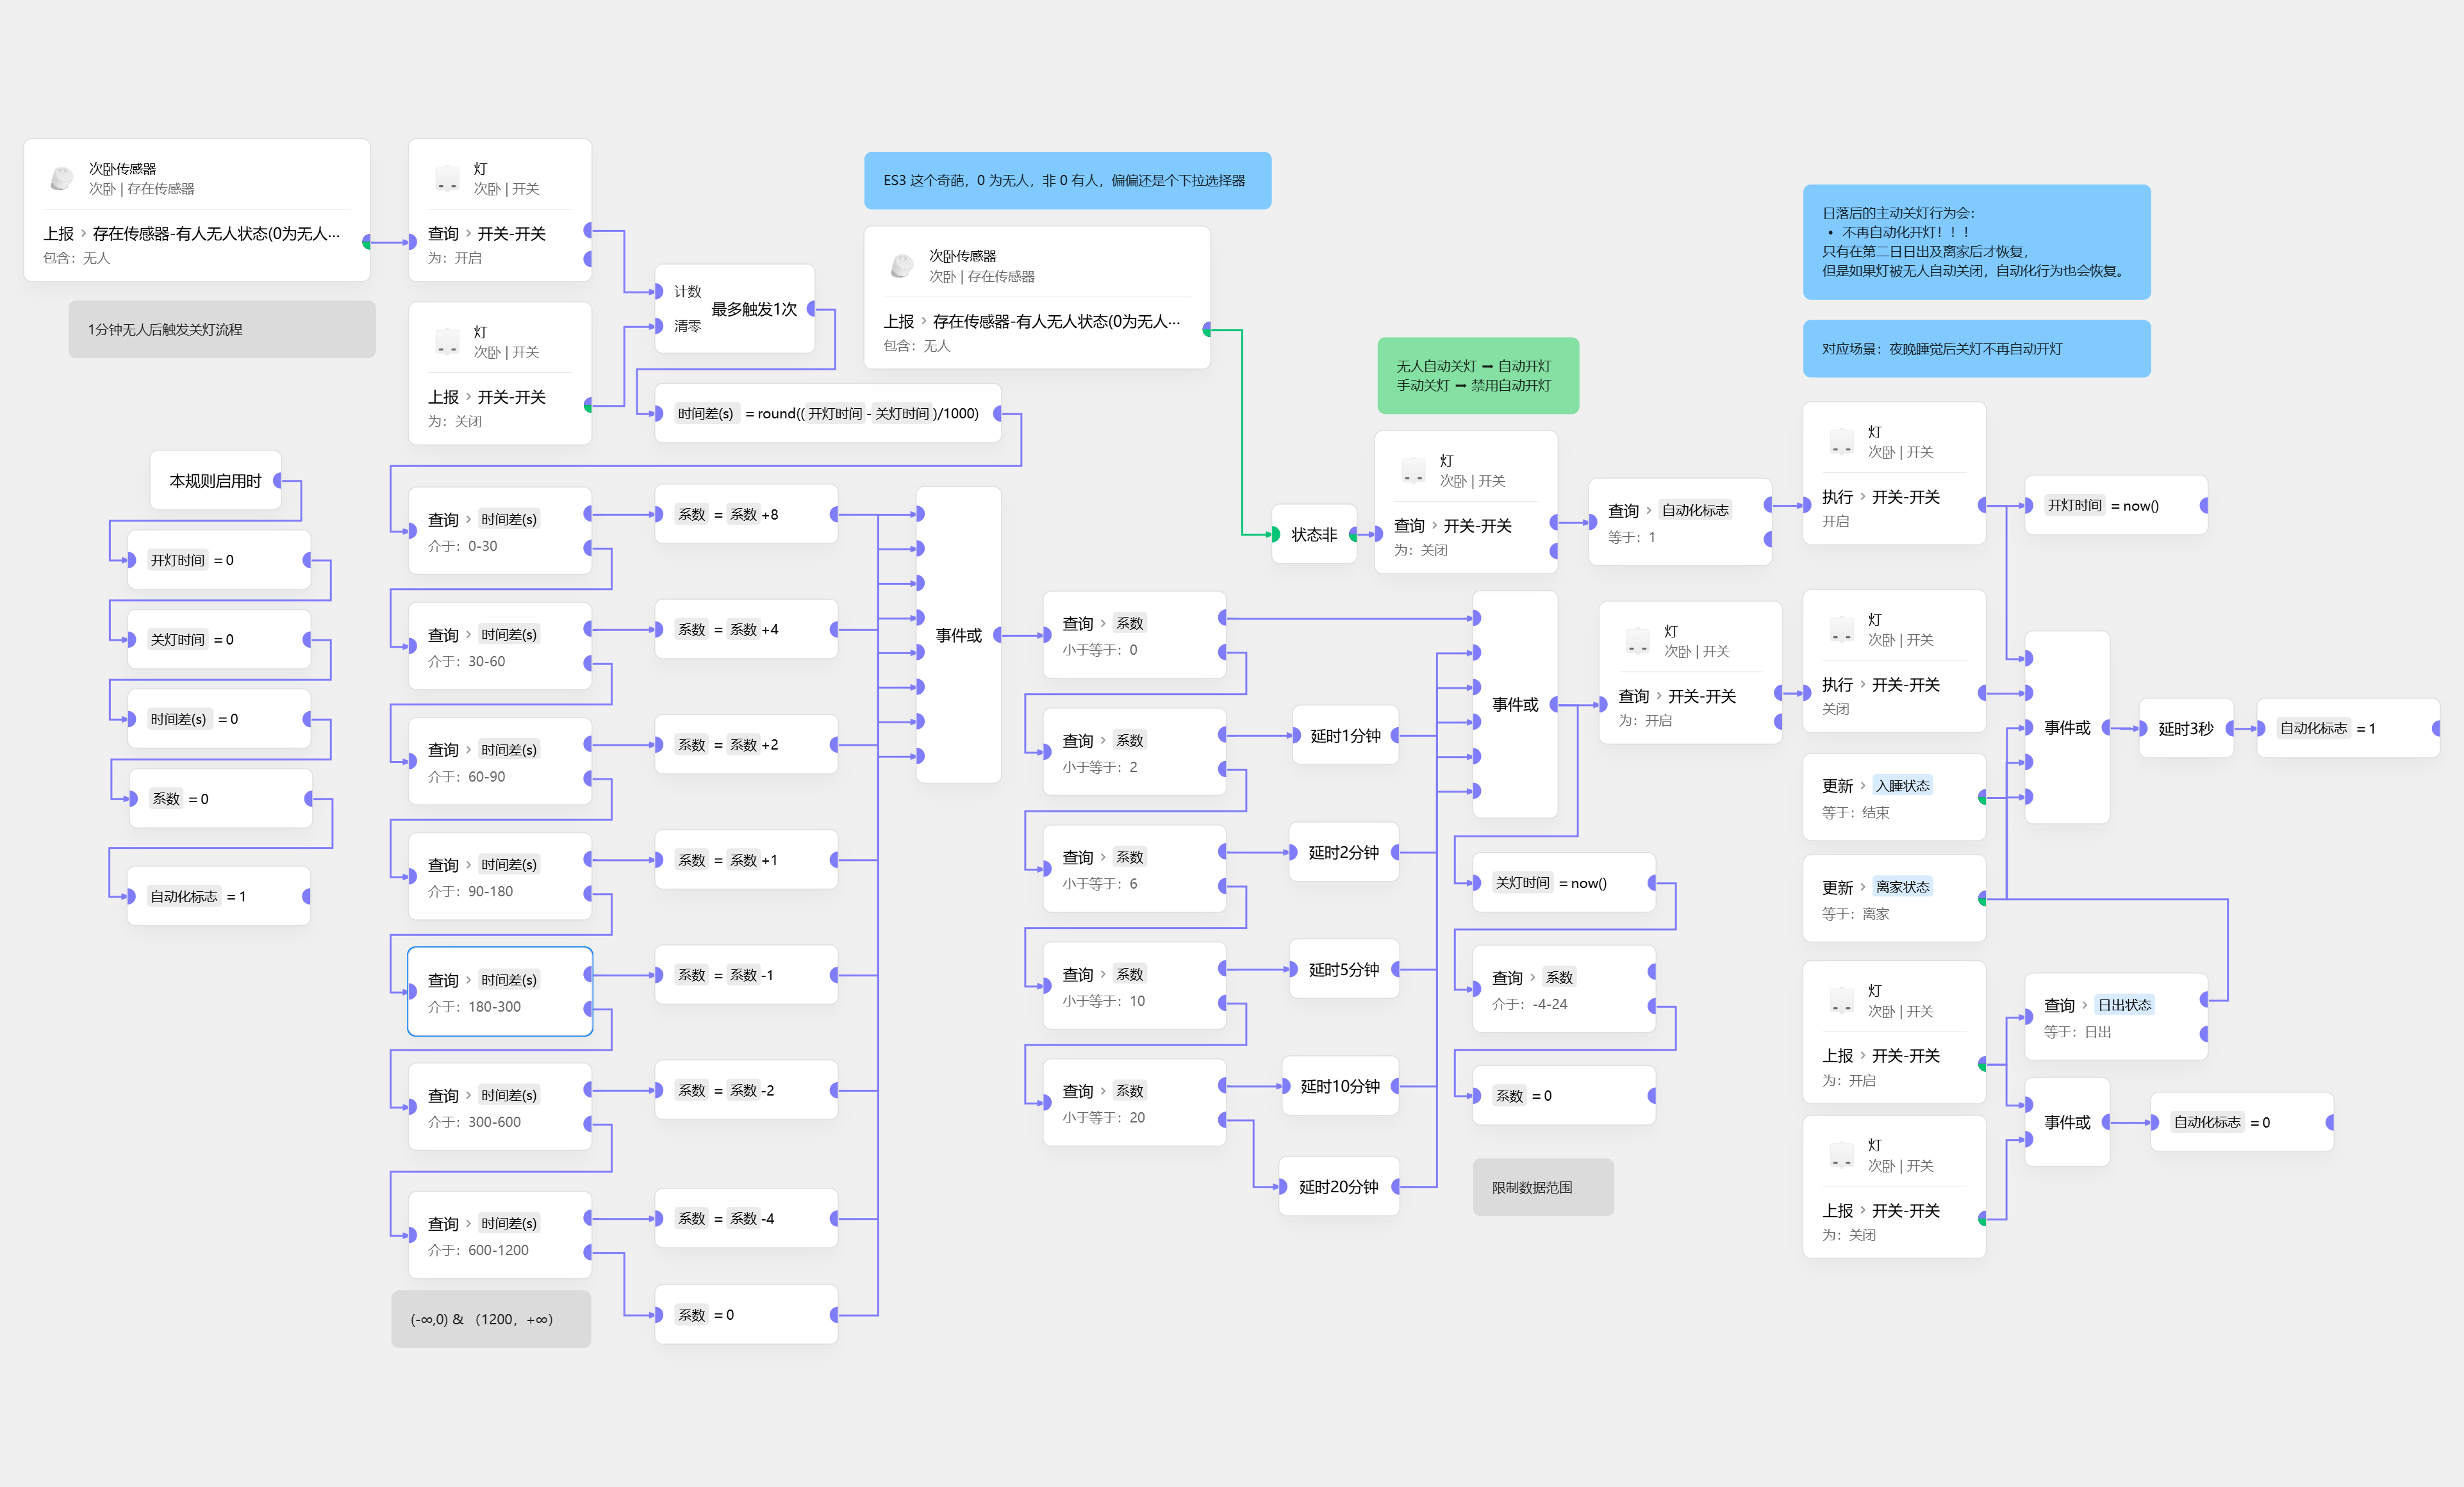 次卧传感器
次卧 | 存在传感器
上报 › 存在传感器-有人无人状态(0为无人...
包含：无人
1分钟无人后触发关灯流程
灯
次卧 | 开关
查询 › 开关-开关
为：开启
灯
次卧 | 开关
上报 › 开关-开关
为：关闭
计数
清零
最多触发1次
时间差(s) = round((开灯时间 - 关灯时间)/1000)
本规则启用时
开灯时间 = 0
关灯时间 = 0
时间差(s) = 0
系数 = 0
自动化标志 = 1
查询 › 时间差(s)
介于：0-30
系数 = 系数 +8
查询 › 时间差(s)
介于：30-60
系数 = 系数 +4
查询 › 时间差(s)
介于：60-90
系数 = 系数 +2
查询 › 时间差(s)
介于：90-180
系数 = 系数 +1
查询 › 时间差(s)
介于：180-300
系数 = 系数 -1
查询 › 时间差(s)
介于：300-600
系数 = 系数 -2
查询 › 时间差(s)
介于：600-1200
系数 = 系数 -4
系数 = 0
(-∞,0) & （1200，+∞）
事件或
ES3 这个奇葩，0 为无人，非 0 有人，偏偏还是个下拉选择器
次卧传感器
次卧 | 存在传感器
上报 › 存在传感器-有人无人状态(0为无人...
包含：无人
查询 › 系数
小于等于：0
查询 › 系数
小于等于：2
延时1分钟
查询 › 系数
小于等于：6
延时2分钟
查询 › 系数
小于等于：10
延时5分钟
查询 › 系数
小于等于：20
延时10分钟
延时20分钟
无人自动关灯 ➡ 自动开灯
手动关灯 ➡ 禁用自动开灯
状态非
灯
次卧 | 开关
查询 › 开关-开关
为：关闭
查询 › 自动化标志
等于：1
事件或
灯
次卧 | 开关
查询 › 开关-开关
为：开启
关灯时间 = now()
查询 › 系数
介于：-4-24
系数 = 0
限制数据范围
日落后的主动关灯行为会：
• 不再自动化开灯！！！
只有在第二日日出及离家后才恢复，
但是如果灯被无人自动关闭，自动化行为也会恢复。
对应场景：夜晚睡觉后关灯不再自动开灯
灯
次卧 | 开关
执行 › 开关-开关
开启
开灯时间 = now()
灯
次卧 | 开关
执行 › 开关-开关
关闭
更新 › 入睡状态
等于：结束
更新 › 离家状态
等于：离家
事件或
延时3秒
自动化标志 = 1
灯
次卧 | 开关
上报 › 开关-开关
为：开启
查询 › 日出状态
等于：日出
灯
次卧 | 开关
上报 › 开关-开关
为：关闭
事件或
自动化标志 = 0